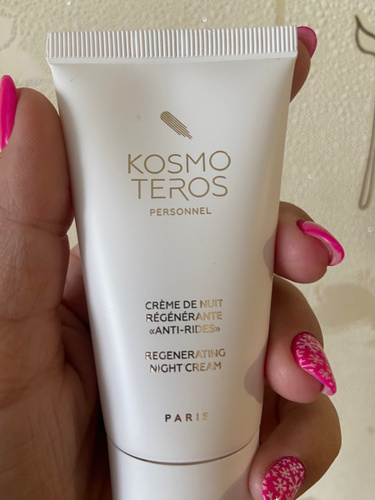 KOSMO
TEROS
PERSONNEL
CRÈME DE NUIT
RÉGÉNÉRANTE
«ANTI-RIDES»
REGENERATING
NIGHT CREAM
PARIS